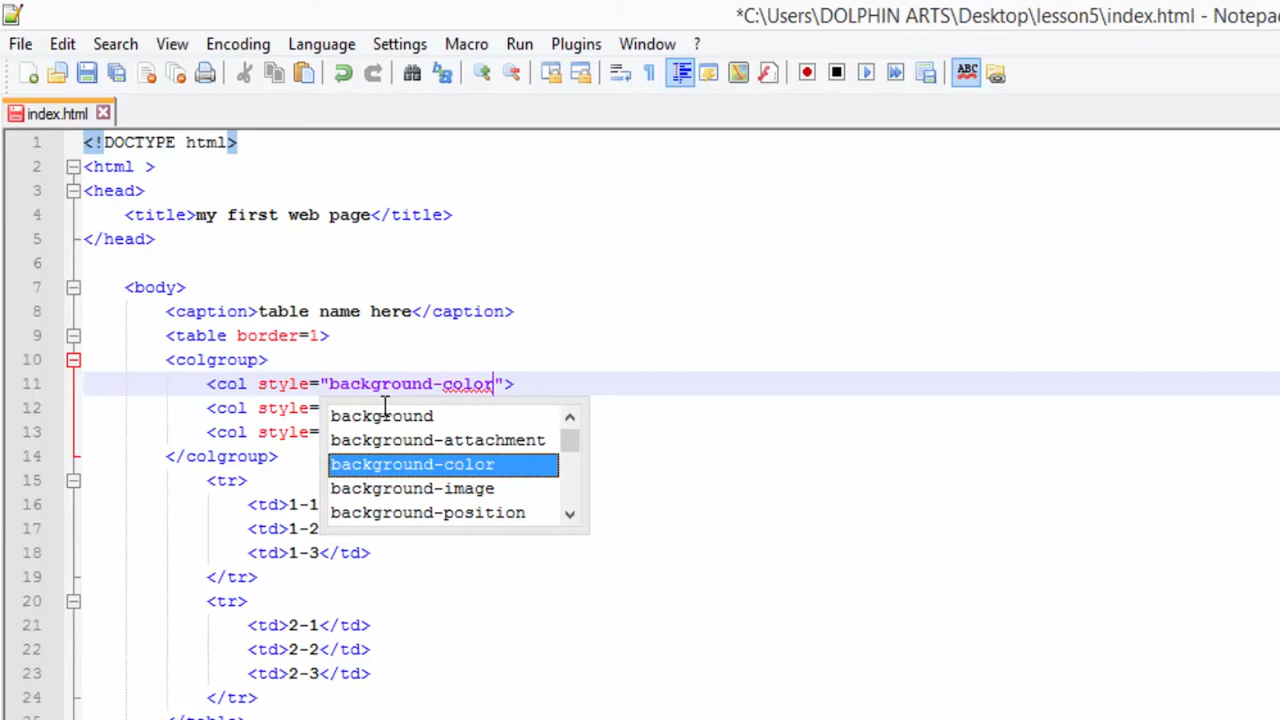 *C:\Users\DOLPHIN ARTS\Desktop\lesson5\index.html - Notepa
File Edit Search View Encoding Language Settings Macro Run Plugins Window ?
ABC
index.html
1 <!DOCTYPE html>
2 <html >
3 <head>
4 <title>my first web page</title>
5 </head>
6
7 <body>
8 <caption>table name here</caption>
9 <table border=1>
10 <colgroup>
11 <col style="background-color">
12 <col style=
background
background-attachment
13 <col style=
14 </colgroup>
background-color
15 <tr>
background-image
16 <td>1-1
background-position
17 <td>1-2
18 <td>1-3</td>
19 </tr>
20 <tr>
21 <td>2-1</td>
22 <td>2-2</td>
23 <td>2-3</td>
24 </tr>